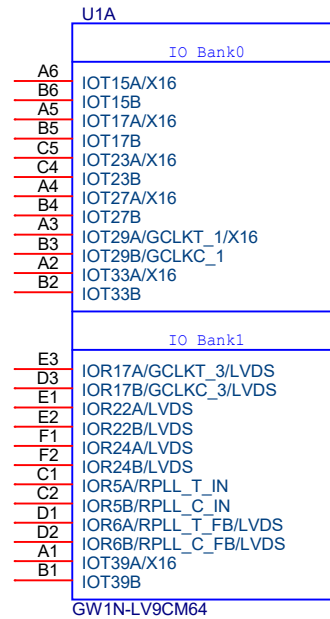 U1A
IO Bank0
A6 IOT15A/X16
B6 IOT15B
A5 IOT17A/X16
B5 IOT17B
C5 IOT23A/X16
C4 IOT23B
A4 IOT27A/X16
B4 IOT27B
A3 IOT29A/GCLKT_1/X16
B3 IOT29B/GCLKC_1
A2 IOT33A/X16
B2 IOT33B
IO Bank1
E3 IOR17A/GCLKT_3/LVDS
D3 IOR17B/GCLKC_3/LVDS
E1 IOR22A/LVDS
E2 IOR22B/LVDS
F1 IOR24A/LVDS
F2 IOR24B/LVDS
C1 IOR5A/RPLL_T_IN
C2 IOR5B/RPLL_C_IN
D1 IOR6A/RPLL_T_FB/LVDS
D2 IOR6B/RPLL_C_FB/LVDS
A1 IOT39A/X16
B1 IOT39B
GW1N-LV9CM64